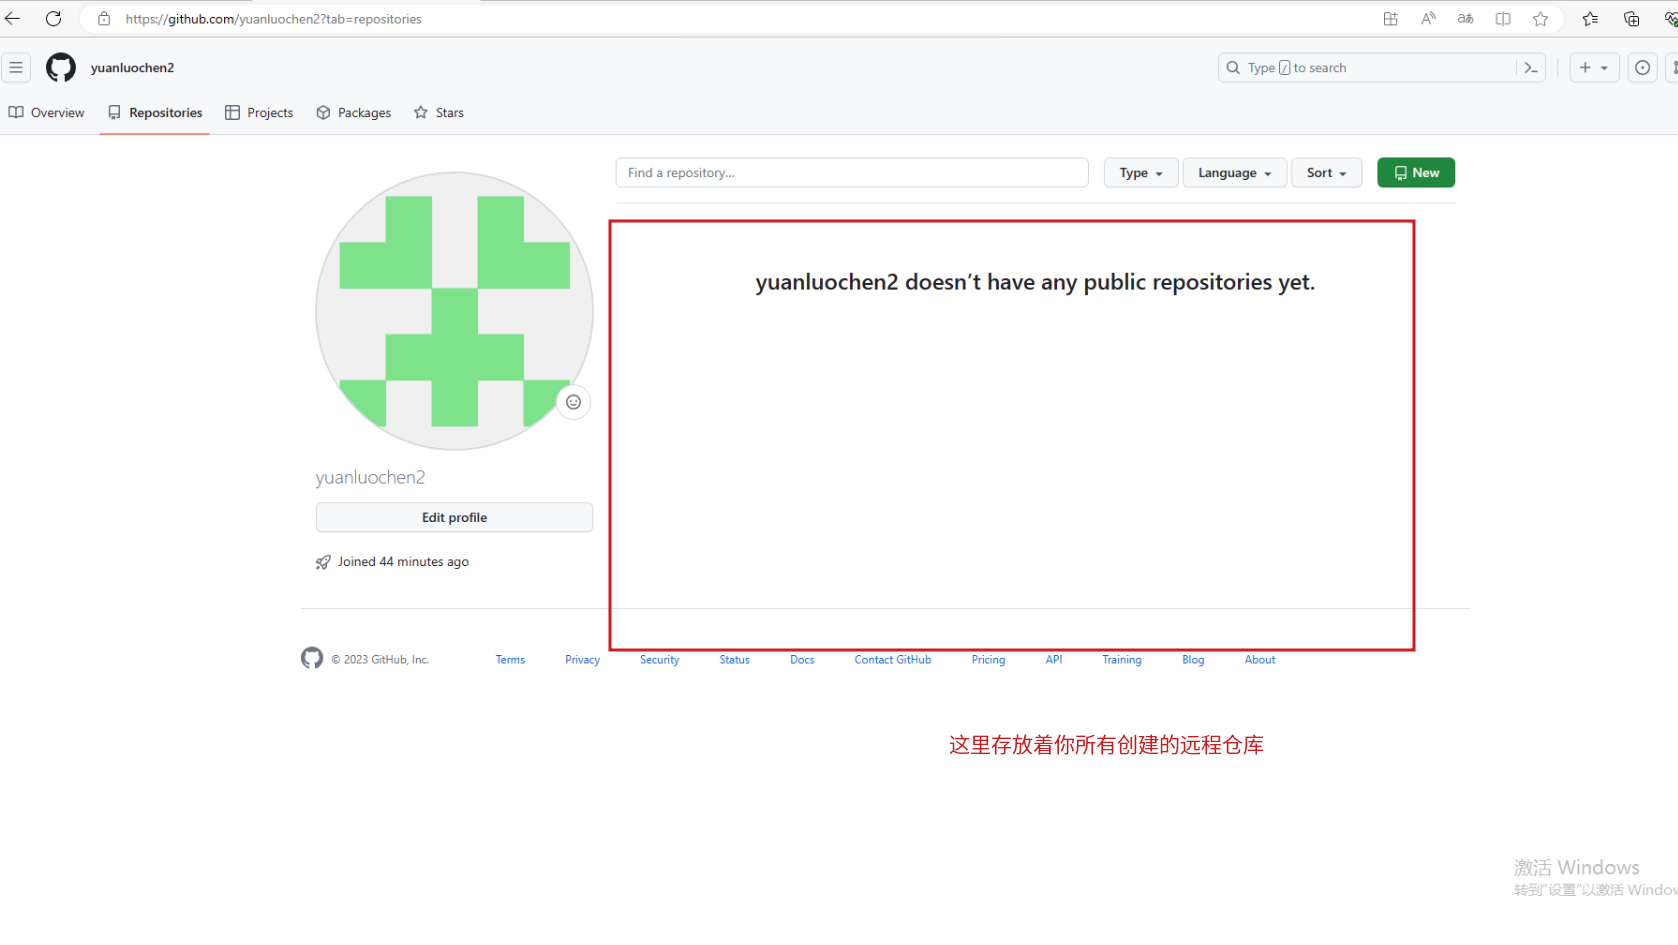 https://github.com/yuanluochen2?tab=repositories
yuanluochen2
Type / to search
Overview
Repositories
Projects
Packages
Stars
Find a repository...
Type
Language
Sort
New
yuanluochen2 doesn’t have any public repositories yet.
yuanluochen2
Edit profile
Joined 44 minutes ago
© 2023 GitHub, Inc.
Terms
Privacy
Security
Status
Docs
Contact GitHub
Pricing
API
Training
Blog
About
这里存放着你所有创建的远程仓库
激活 Windows
转到“设置”以激活 Window